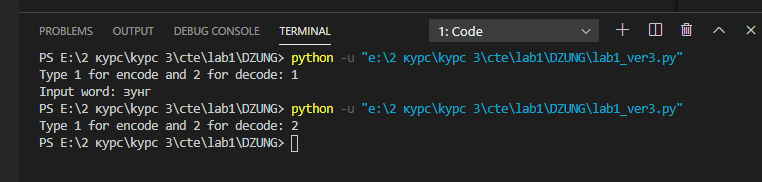 PROBLEMS OUTPUT DEBUG CONSOLE TERMINAL 1: Code
PS E:\2 курс\курс 3\cte\lab1\DZUNG> python -u "e:\2 курс\курс 3\cte\lab1\DZUNG\lab1_ver3.py"
Type 1 for encode and 2 for decode: 1
Input word: зунг
PS E:\2 курс\курс 3\cte\lab1\DZUNG> python -u "e:\2 курс\курс 3\cte\lab1\DZUNG\lab1_ver3.py"
Type 1 for encode and 2 for decode: 2
PS E:\2 курс\курс 3\cte\lab1\DZUNG>